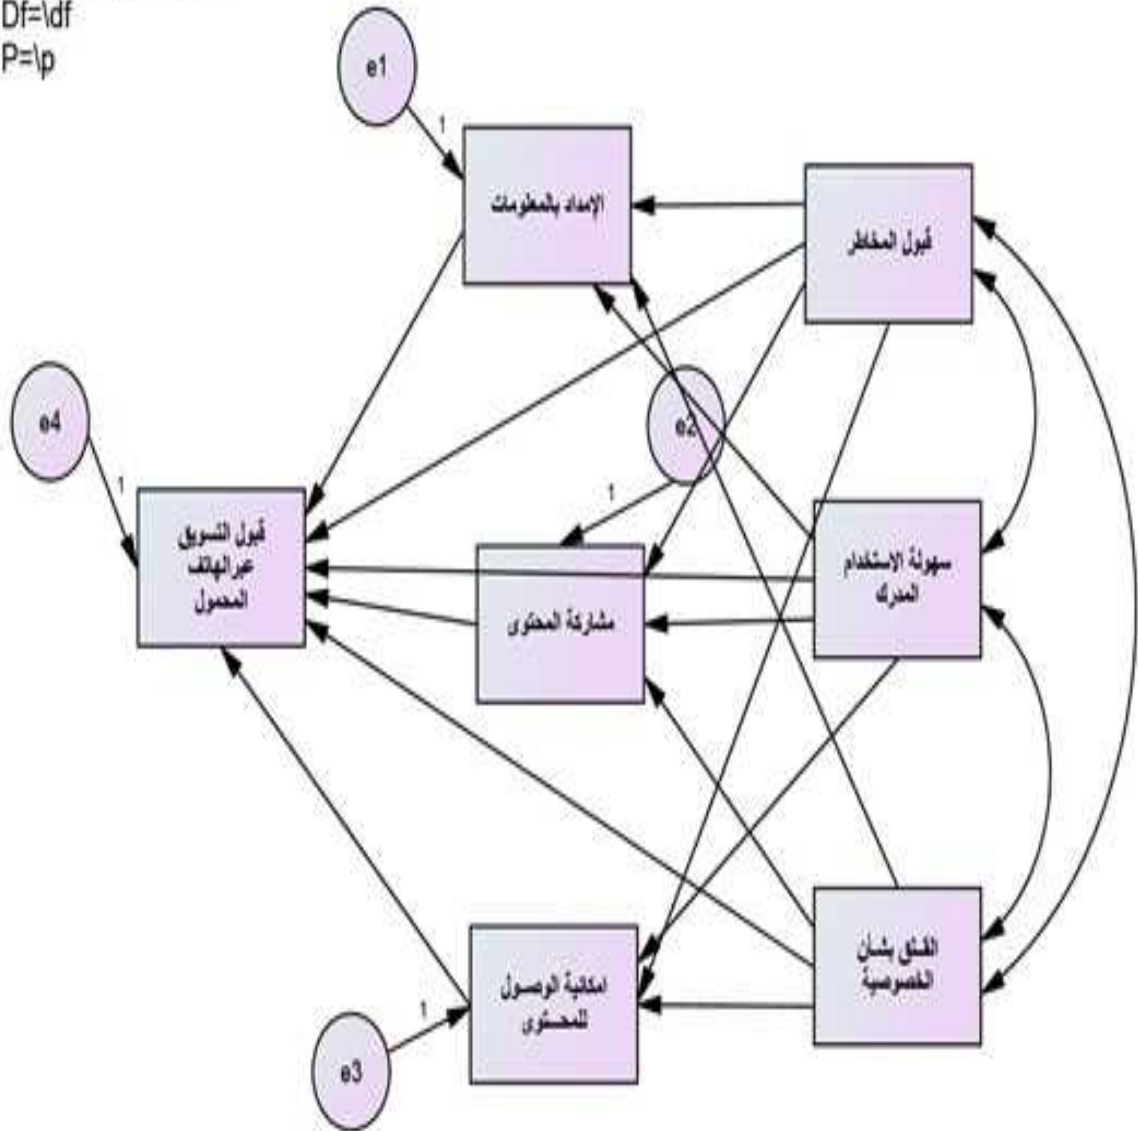 Df=\df
P=\p
e1
1
الإمداد بالمعلومات
قبول المخاطر
e4
1
e2
1
قبول التسويق
عبرالهاتف
المحمول
مشاركة المحتوى
سهولة الاستخدام
المدرك
امكانية الوصول
للمحتوى
القلق بشأن
الخصوصية
1
e3